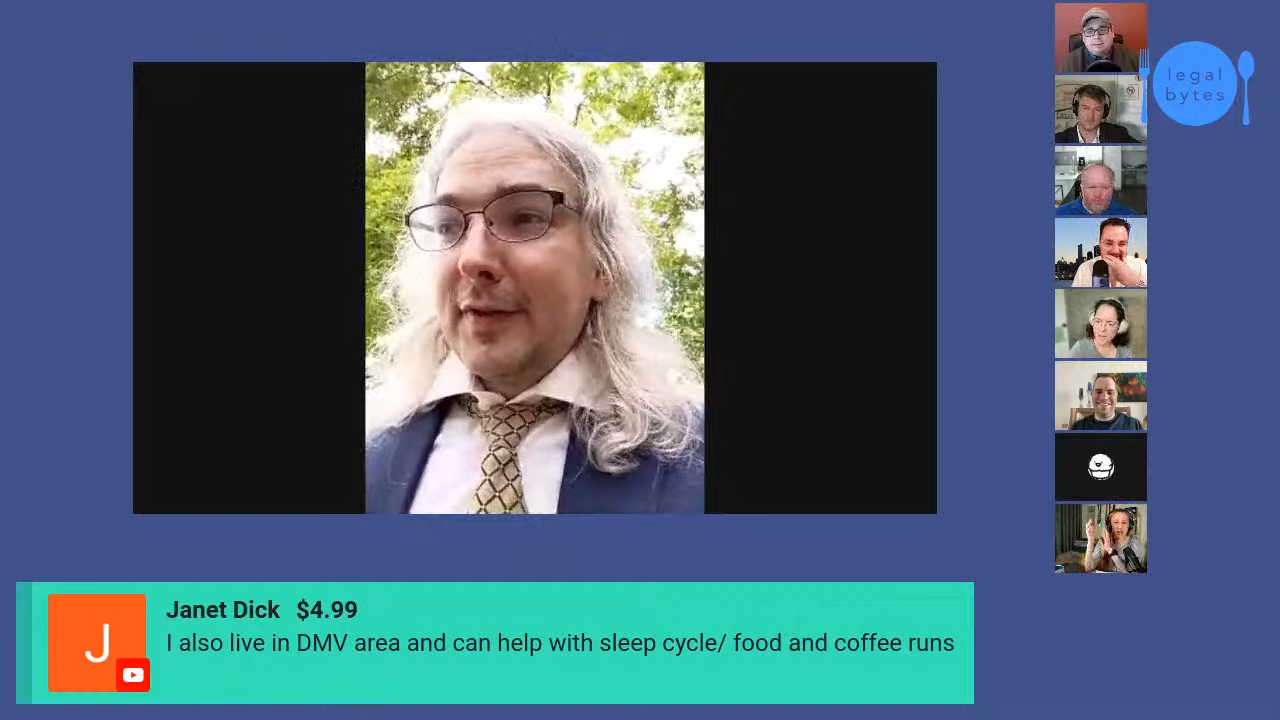 legal
bytes
Janet Dick $4.99
I also live in DMV area and can help with sleep cycle/ food and coffee runs
J